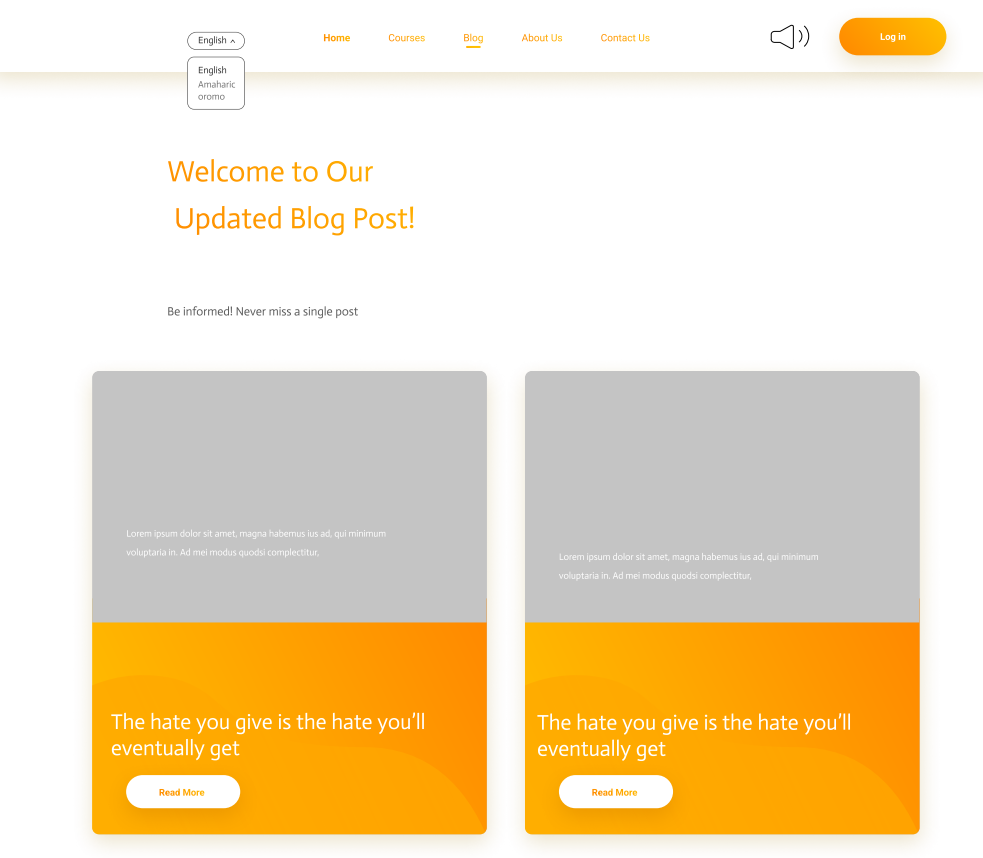 English
Home
Courses
Blog
About Us
Contact Us
Log in
English
Amaharic
oromo
Welcome to Our
Updated Blog Post!
Be informed! Never miss a single post
Lorem ipsum dolor sit amet, magna habemus ius ad, qui minimum
voluptaria in. Ad mei modus quodsi complectitur,
The hate you give is the hate you'll
eventually get
Read More
Lorem ipsum dolor sit amet, magna habemus ius ad, qui minimum
voluptaria in. Ad mei modus quodsi complectitur,
The hate you give is the hate you'll
eventually get
Read More